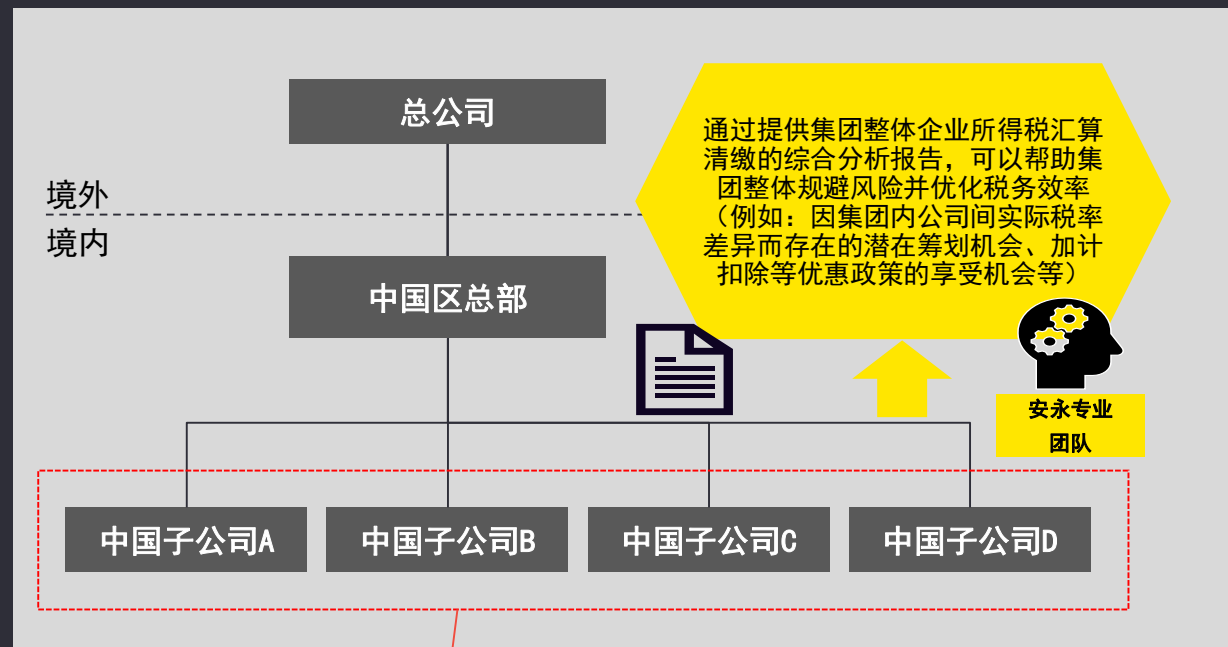 总公司
通过提供集团整体企业所得税汇算
清缴的综合分析报告，可以帮助集
团整体规避风险并优化税务效率
（例如：因集团内公司间实际税率
差异而存在的潜在筹划机会、加计
扣除等优惠政策的享受机会等）
境外
境内
中国区总部
安永专业
团队
中国子公司A
中国子公司B
中国子公司C
中国子公司D